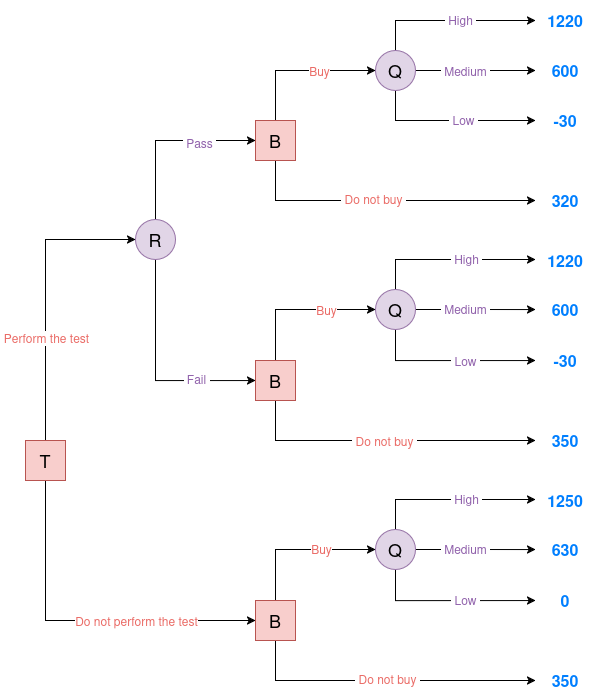 High
1220
Buy
Q
Medium
600
Low
-30
Pass
B
Do not buy
320
R
High
1220
Buy
Q
Medium
600
Perform the test
Low
-30
Fail
B
Do not buy
350
T
High
1250
Buy
Q
Medium
630
Low
0
Do not perform the test
B
Do not buy
350